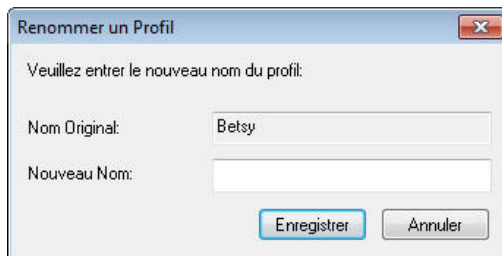 Renommer un Profil
Veuillez entrer le nouveau nom du profil:
Nom Original: Betsy
Nouveau Nom:
Enregistrer Annuler